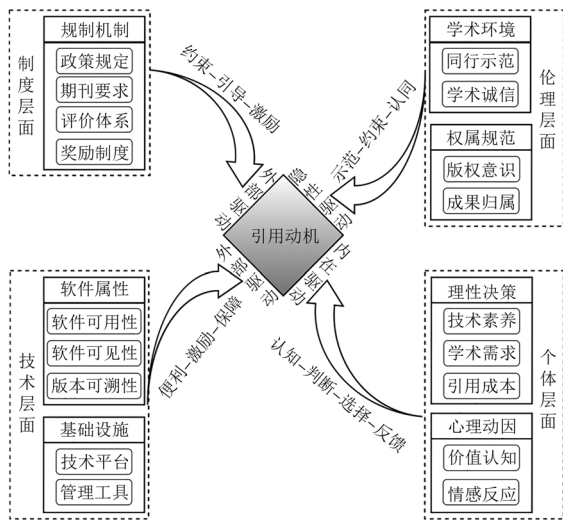 制度层面
规制机制
政策规定
期刊要求
评价体系
奖励制度
约束-引导-激励
外部驱动
学术环境
同行示范
学术诚信
权属规范
版权意识
成果归属
伦理层面
示范-约束-认同
隐性驱动
引用动机
技术层面
软件属性
软件可用性
软件可见性
版本可溯性
基础设施
技术平台
管理工具
便利-激励-保障
外部驱动
理性决策
技术素养
学术需求
引用成本
心理动因
价值认知
情感反应
个体层面
认知-判断-选择-反馈
内在驱动